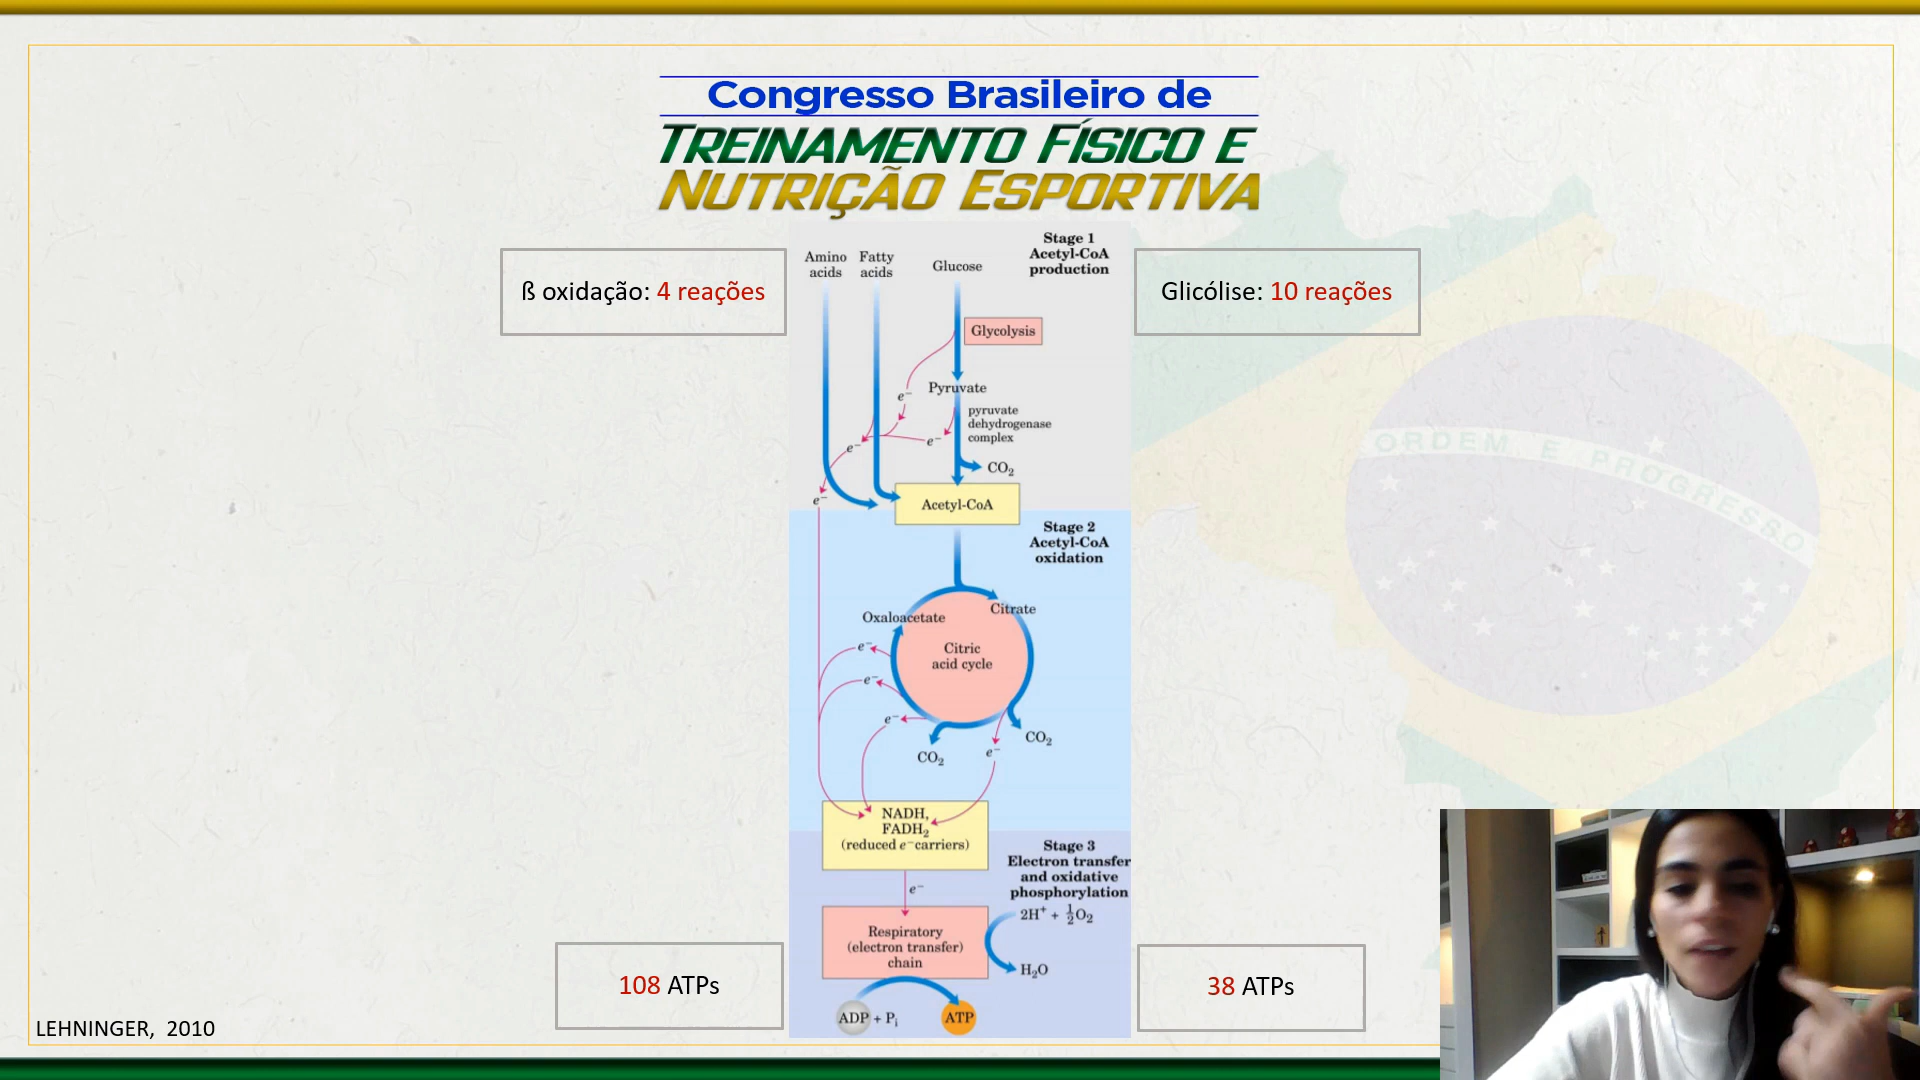 Congresso Brasileiro de
TREINAMENTO FÍSICO E
NUTRIÇÃO ESPORTIVA
ß oxidação: 4 reações
Glicólise: 10 reações
Amino acids
Fatty acids
Glucose
Stage 1
Acetyl-CoA
production
Glycolysis
Pyruvate
e⁻
pyruvate
dehydrogenase
complex
e⁻
e⁻
CO₂
e⁻
Acetyl-CoA
Stage 2
Acetyl-CoA
oxidation
Citrate
Oxaloacetate
e⁻
Citric
acid cycle
e⁻
e⁻
CO₂
e⁻
CO₂
NADH,
FADH₂
(reduced e⁻carriers)
Stage 3
Electron transfer
and oxidative
phosphorylation
e⁻
2H⁺ + ½O₂
Respiratory
(electron transfer)
chain
H₂O
ADP + Pi
ATP
108 ATPs
38 ATPs
LEHNINGER, 2010
ORDEM E PROGRESSO